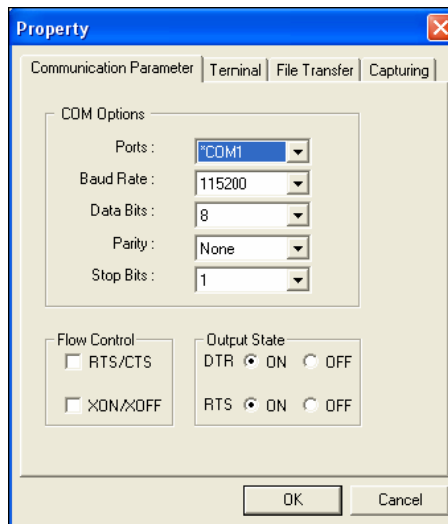 Property
Communication Parameter Terninal File Transfer Capturing
COM Options
Ports : *COM1
Baud Rate : 115200
Data Bits : 8
Parity : None
Stop Bits : 1
Flow Control Output State
RTS/CTS DTR ON OFF
XON/XOFF RTS ON OFF
OK Cancel